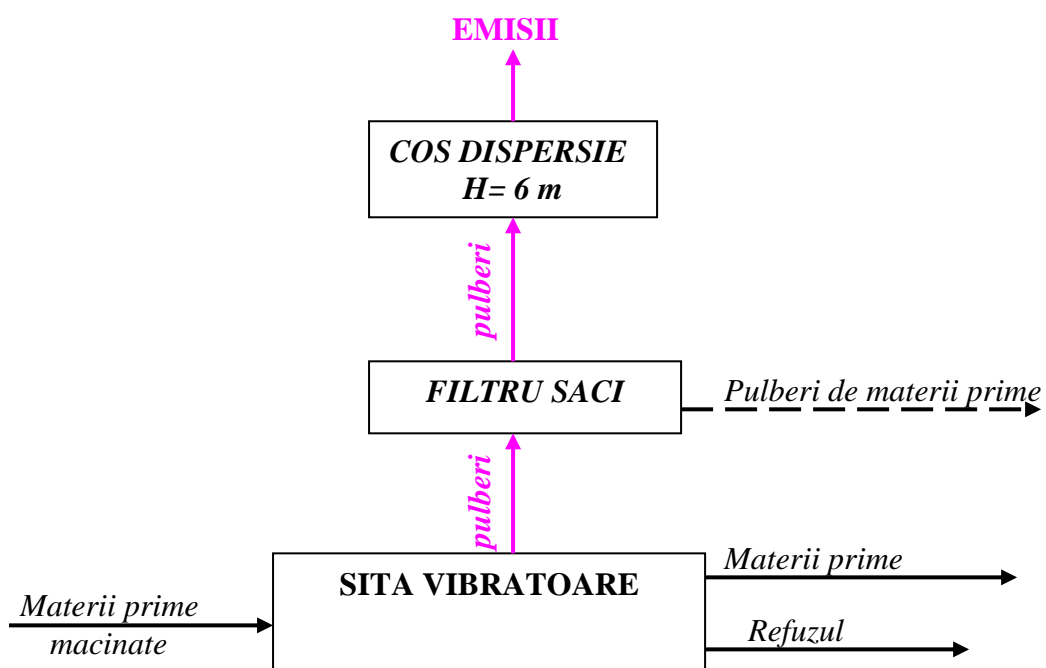 EMISII
COS DISPERSIE
H= 6 m
pulberi
FILTRU SACI
Pulberi de materii prime
pulberi
SITA VIBRATOARE
Materii prime
Materii prime
macinate
Refuzul